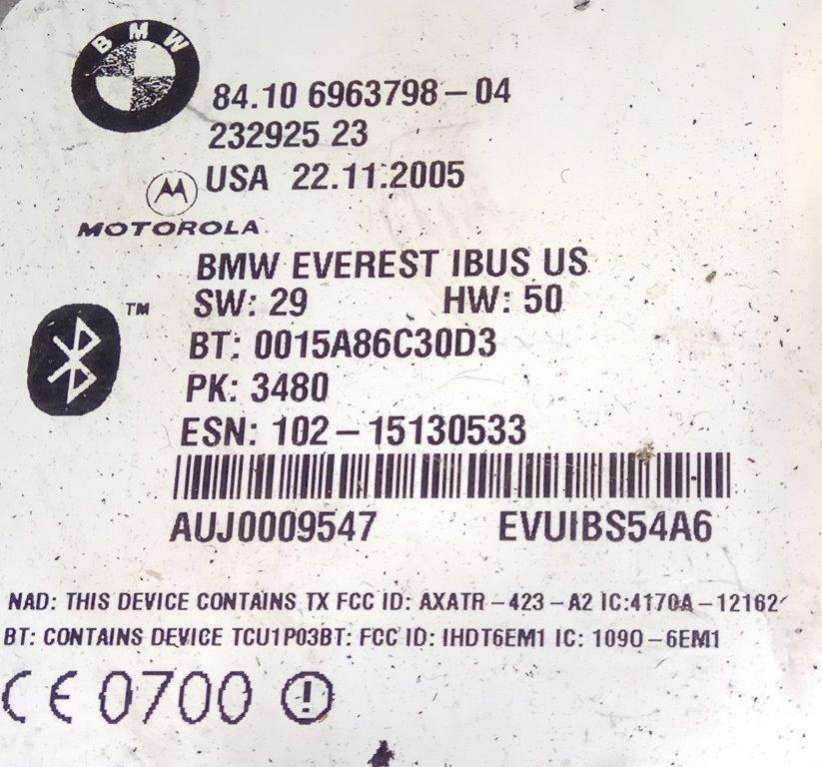 BMW
84.10 6963798-04
232925 23
USA 22.11.2005
MOTOROLA
BMW EVEREST IBUS US
SW: 29 HW: 50
TM
BT: 0015A86C30D3
PK: 3480
ESN: 102-15130533
AUJ0009547 EVUIBS54A6
NAD: THIS DEVICE CONTAINS TX FCC ID: AXATR-423-A2 IC:4170A-12162
BT: CONTAINS DEVICE TCU1P03BT: FCC ID: IHDT6EM1 IC: 109O-6EM1
CE 0700 !